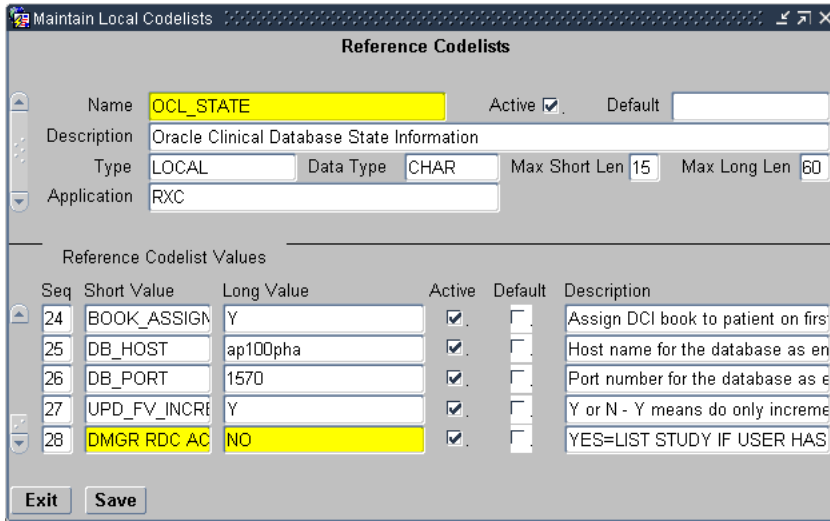 Maintain Local Codelists
Reference Codelists
Name OCL_STATE Active Default
Description Oracle Clinical Database State Information
Type LOCAL Data Type CHAR Max Short Len 15 Max Long Len 60
Application RXC
Reference Codelist Values
Seq Short Value Long Value Active Default Description
24 BOOK_ASSIGN Y Assign DCI book to patient on firs
25 DB_HOST ap100pha Host name for the database as en
26 DB_PORT 1570 Port number for the database as e
27 UPD_FV_INCRE Y Y or N - Y means do only increme
28 DMGR RDC AC NO YES=LIST STUDY IF USER HAS
Exit Save